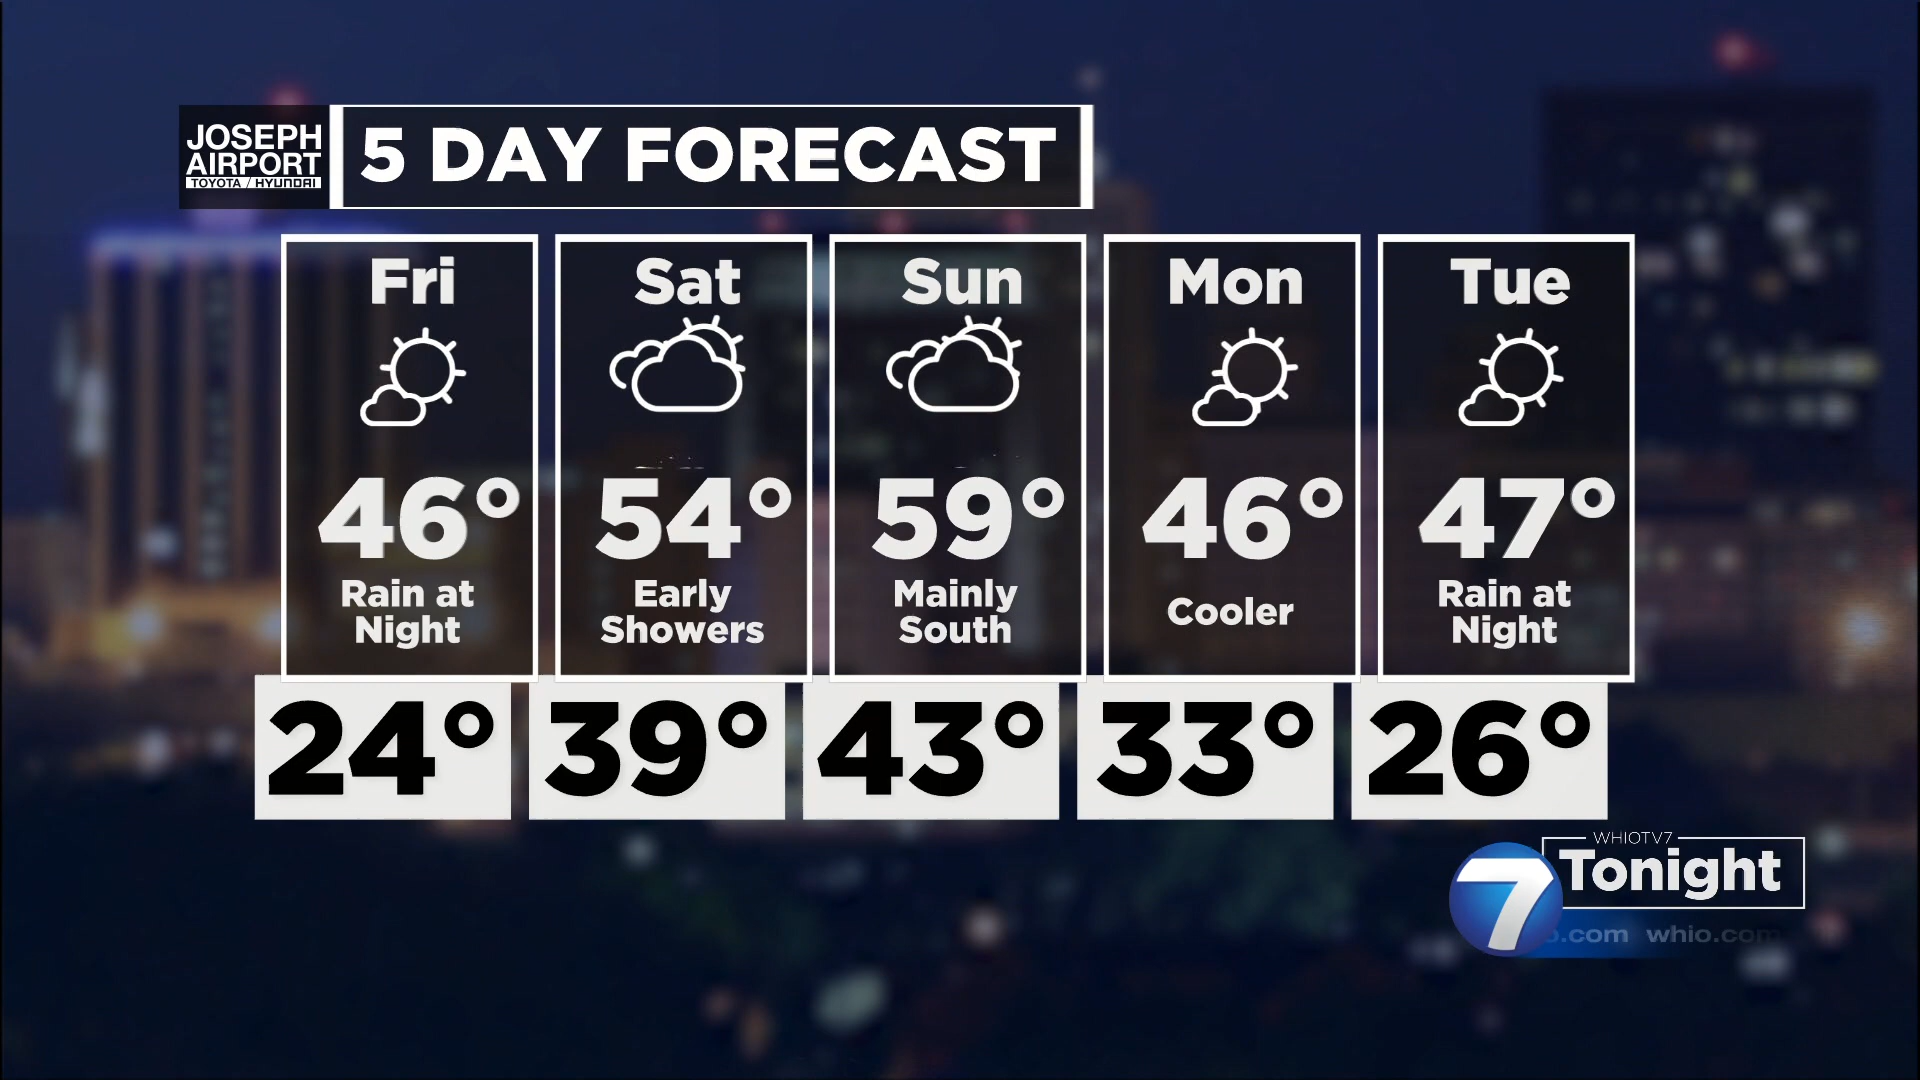 JOSEPH
AIRPORT
TOYOTA / HYUNDAI
5 DAY FORECAST
Fri
46°
Rain at
Night
24°
Sat
54°
Early
Showers
39°
Sun
59°
Mainly
South
43°
Mon
46°
Cooler
33°
Tue
47°
Rain at
Night
26°
WHIOTV7
7 Tonight
o.com whio.com